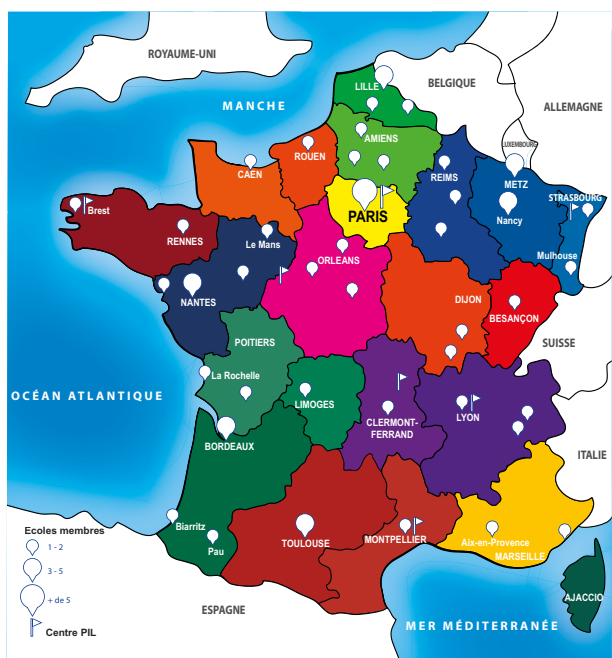 ROYAUME-UNI
BELGIQUE
LILLE
MANCHE
ALLEMAGNE
AMIENS
LUXEMBOURG
ROUEN
CAEN
REIMS
METZ
STRASBOURG
PARIS
Brest
Nancy
RENNES
Le Mans
ORLEANS
Mulhouse
NANTES
DIJON
BESANÇON
POITIERS
SUISSE
La Rochelle
OCÉAN ATLANTIQUE
LIMOGES
LYON
CLERMONT-
FERRAND
BORDEAUX
ITALIE
Ecoles membres
1 - 2
3 - 5
+ de 5
Centre PIL
Biarritz
Pau
TOULOUSE
MONTPELLIER
Aix-en-Provence
MARSEILLE
AJACCIO
ESPAGNE
MER MÉDITERRANÉE